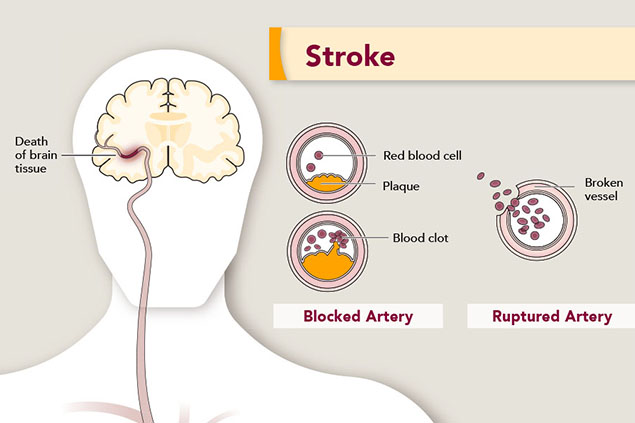 Stroke
Death
of brain
tissue
Red blood cell
Plaque
Blood clot
Broken
vessel
Blocked Artery
Ruptured Artery